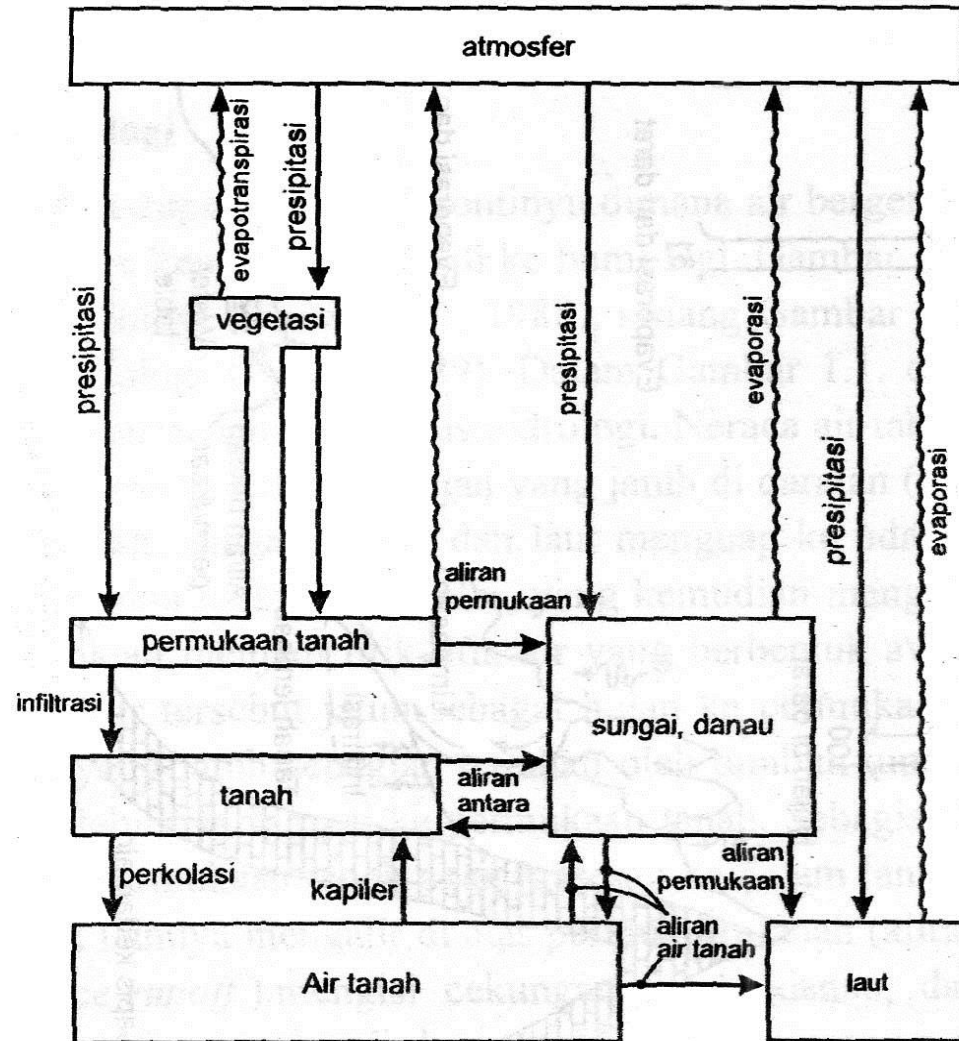 atmosfer
presipitasi
evapotranspirasi
presipitasi
presipitasi
evaporasi
presipitasi
evaporasi
vegetasi
aliran
permukaan
permukaan tanah
infiltrasi
sungai, danau
tanah
aliran
antara
perkolasi
kapiler
aliran
permukaan
aliran
air tanah
Air tanah
laut